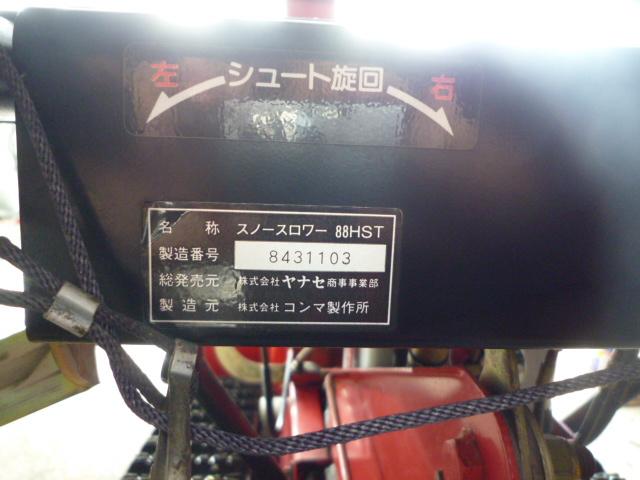 左 シュート旋回 右
名称 スノースロワー 88HST
製造番号 8431103
総発売元 株式会社 ヤナセ商事事業部
製造元 株式会社 コンマ製作所